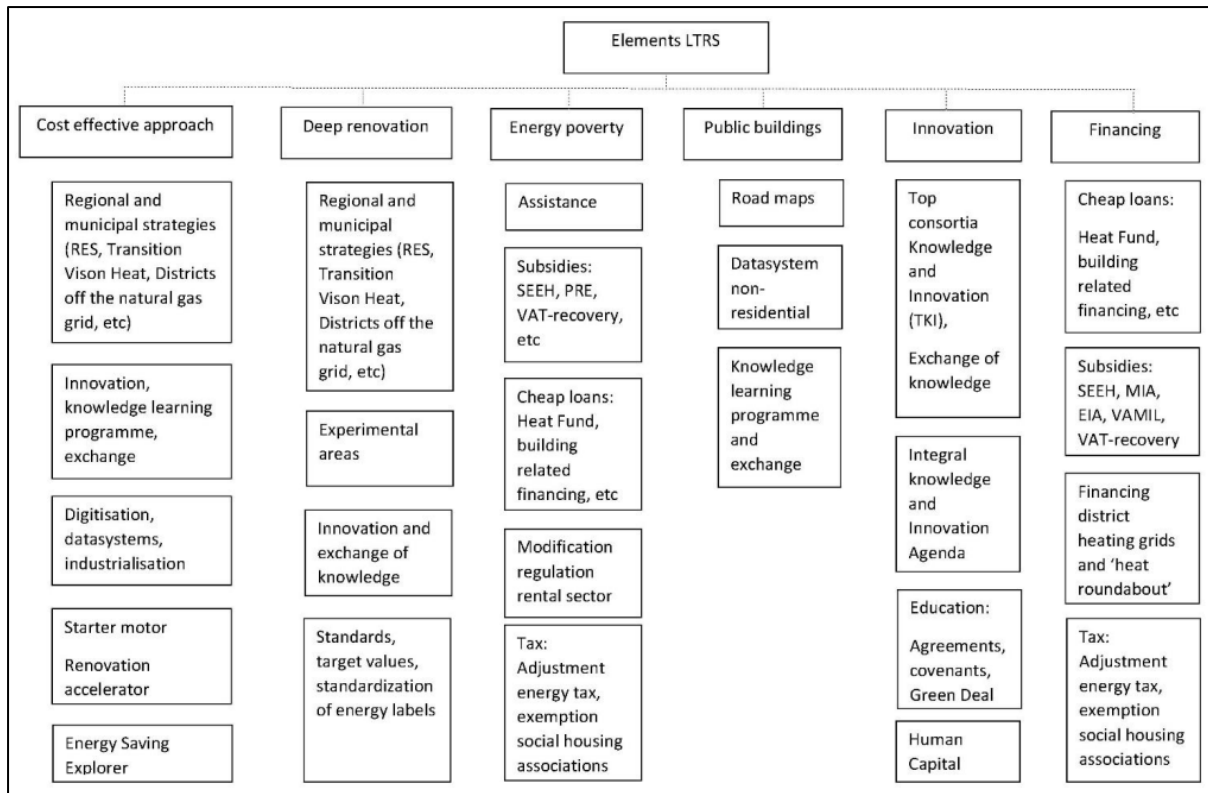 Elements LTRS
Cost effective approach
Regional and
municipal strategies
(RES, Transition
Vison Heat, Districts
off the natural gas
grid, etc)
Innovation,
knowledge learning
programme,
exchange
Digitisation,
datasystems,
industrialisation
Starter motor
Renovation
accelerator
Energy Saving
Explorer
Deep renovation
Regional and
municipal
strategies (RES,
Transition
Vison Heat,
Districts off the
natural gas
grid, etc)
Experimental
areas
Innovation and
exchange of
knowledge
Standards,
target values,
standardization
of energy labels
Energy poverty
Assistance
Subsidies:
SEEH, PRE,
VAT-recovery,
etc
Cheap loans:
Heat Fund,
building
related
financing, etc
Modification
regulation
rental sector
Tax:
Adjustment
energy tax,
exemption
social housing
associations
Public buildings
Road maps
Datasystem
non-
residential
Knowledge
learning
programme
and
exchange
Innovation
Top
consortia
Knowledge
and
Innovation
(TKI),
Exchange of
knowledge
Integral
knowledge
and
Innovation
Agenda
Education:
Agreements,
covenants,
Green Deal
Human
Capital
Financing
Cheap loans:
Heat Fund,
building
related
financing, etc
Subsidies:
SEEH, MIA,
EIA, VAMIL,
VAT-recovery
Financing
district
heating grids
and ‘heat
roundabout’
Tax:
Adjustment
energy tax,
exemption
social housing
associations